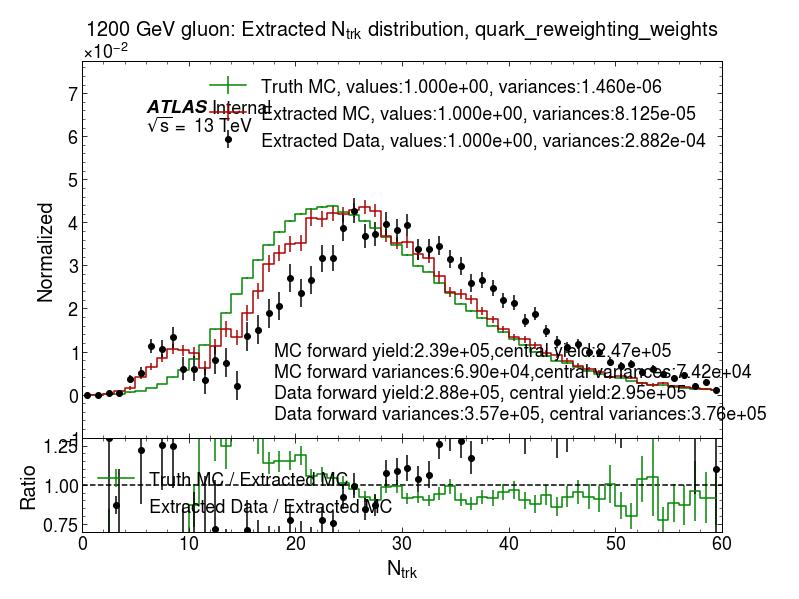 1200 GeV gluon: Extracted Ntrk distribution, quark_reweighting_weights
×10−2
Truth MC, values:1.000e+00, variances:1.460e-06
ATLAS Internal
Extracted MC, values:1.000e+00, variances:8.125e-05
√s = 13 TeV
Extracted Data, values:1.000e+00, variances:2.882e-04
7
6
5
4
3
2
1
0
Normalized
MC forward yield:2.39e+05,central yield:2.47e+05
MC forward variances:6.90e+04,central variances:7.42e+04
Data forward yield:2.88e+05, central yield:2.95e+05
Data forward variances:3.57e+05, central variances:3.76e+05
1.25
1.00
0.75
Ratio
Truth MC / Extracted MC
Extracted Data / Extracted MC
0 10 20 30 40 50 60
Ntrk